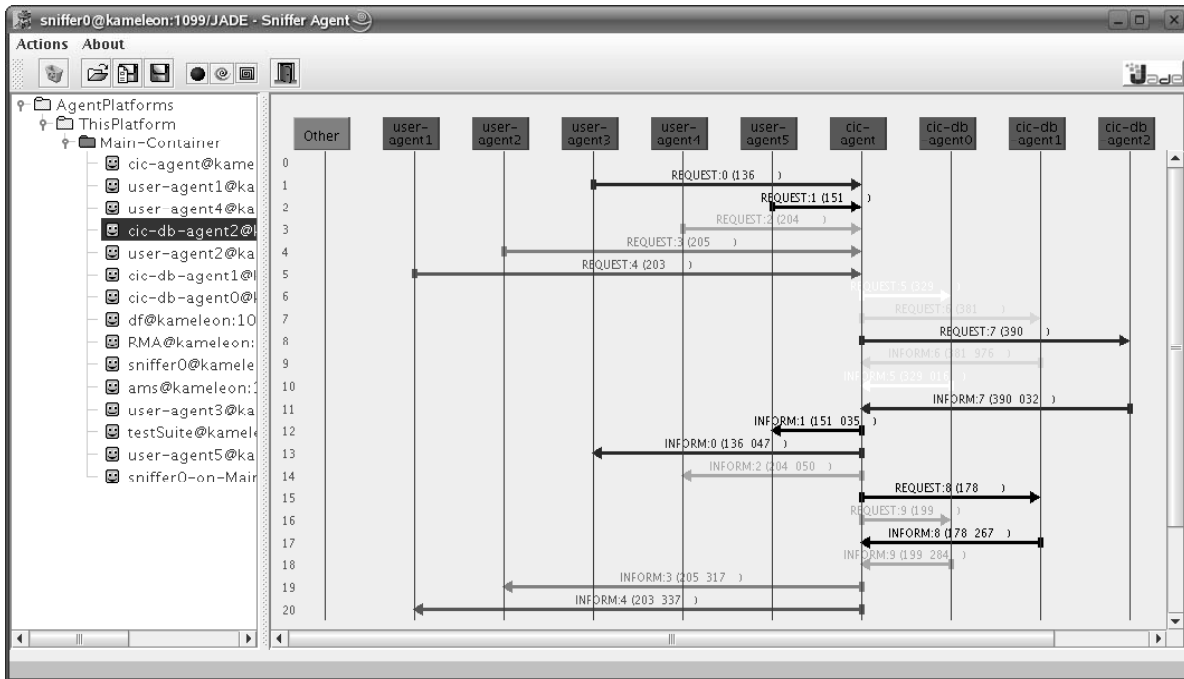 sniffer0@kameleon:1099/JADE - Sniffer Agent
Actions About
Jade
AgentPlatforms
ThisPlatform
Main-Container
cic-agent@kame
user-agent1@ka
user-agent4@ka
cic-db-agent2@
user-agent2@ka
cic-db-agent1@
cic-db-agent0@
df@kameleon:10
RMA@kameleon:
sniffer0@kamele
ams@kameleon:1
user-agent3@ka
testSuite@kamele
user-agent5@ka
sniffer0-on-Main
Other
user-agent1
user-agent2
user-agent3
user-agent4
user-agent5
cic-agent
cic-db-agent0
cic-db-agent1
cic-db-agent2
0
1 REQUEST:0 (136 )
2 REQUEST:1 (151 )
3 REQUEST:2 (204 )
4 REQUEST:3 (205 )
5 REQUEST:4 (203 )
6 REQUEST:5 (329 )
7 REQUEST:6 (381 )
8 REQUEST:7 (390 )
9 INFORM:6 (381 976 )
10 INFORM:5 (329 016 )
11 INFORM:7 (390 032 )
12 INFORM:1 (151 035 )
13 INFORM:0 (136 047 )
14 INFORM:2 (204 050 )
15 REQUEST:8 (178 )
16 REQUEST:9 (199 )
17 INFORM:8 (178 267 )
18 INFORM:9 (199 284 )
19 INFORM:3 (205 317 )
20 INFORM:4 (203 337 )